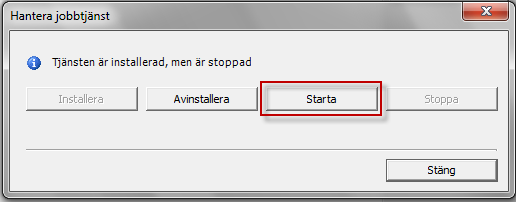 Hantera jobbtjänst
Tjänsten är installerad, men är stoppad
Installera Avinstallera Starta Stoppa
Stäng